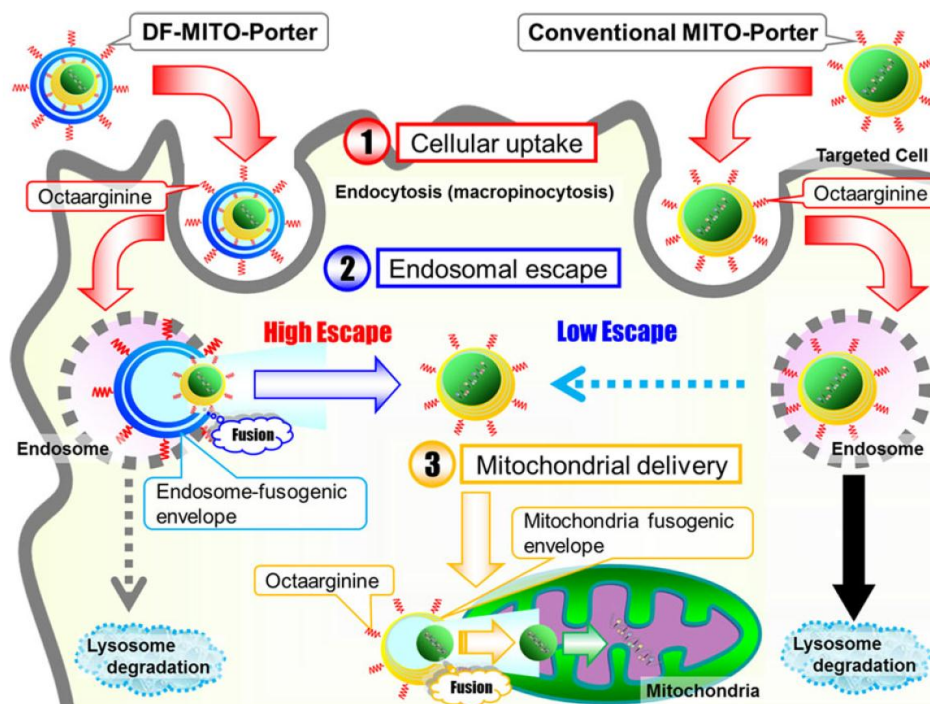 DF-MITO-Porter
Conventional MITO-Porter
1 Cellular uptake
Targeted Cell
Octaarginine
Endocytosis (macropinocytosis)
Octaarginine
2 Endosomal escape
High Escape
Low Escape
Fusion
Endosome
Endosome
3 Mitochondrial delivery
Endosome-fusogenic
envelope
Mitochondria fusogenic
envelope
Octaarginine
Lysosome
degradation
Fusion
Mitochondria
Lysosome
degradation